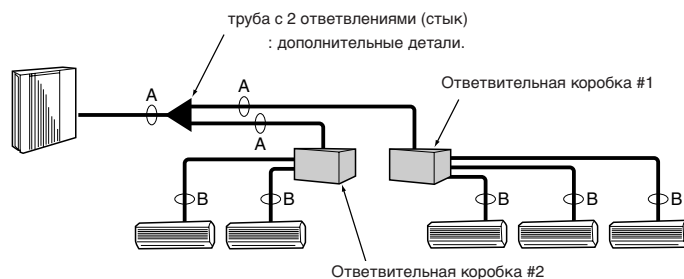 труба с 2 ответвлениями (стык)
: дополнительные детали.
Ответвительная коробка #1
A
A
A
B
B
B
B
B
Ответвительная коробка #2